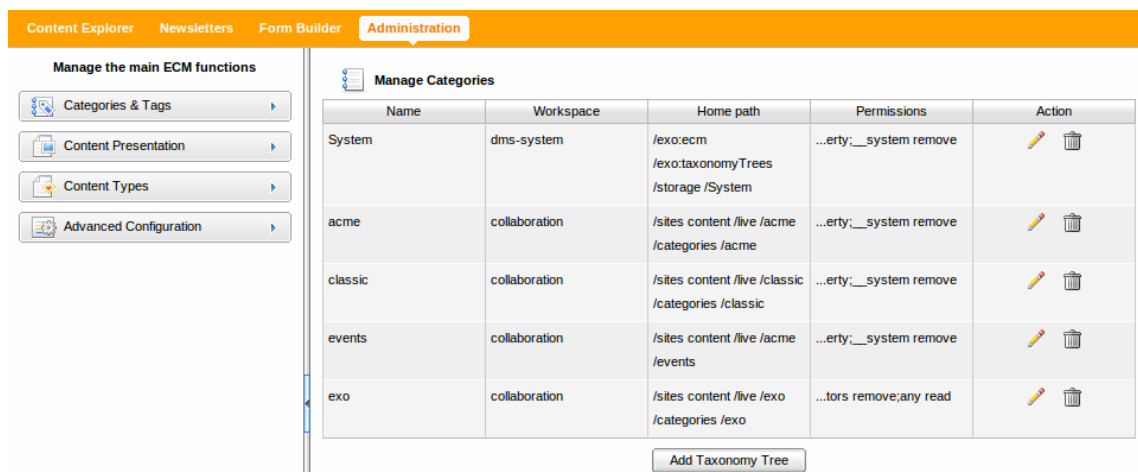 Content Explorer Newsletters Form Builder Administration
Manage the main ECM functions
Categories & Tags
Content Presentation
Content Types
Advanced Configuration
Manage Categories
Name Workspace Home path Permissions Action
System dms-system /exo:ecm ...erty;__system remove
/exo:taxonomyTrees
/storage /System
acme collaboration /sites content /live /acme ...erty;__system remove
/categories /acme
classic collaboration /sites content /live /classic ...erty;__system remove
/categories /classic
events collaboration /sites content /live /acme ...erty;__system remove
/events
exo collaboration /sites content /live /exo ...tors remove;any read
/categories /exo
Add Taxonomy Tree